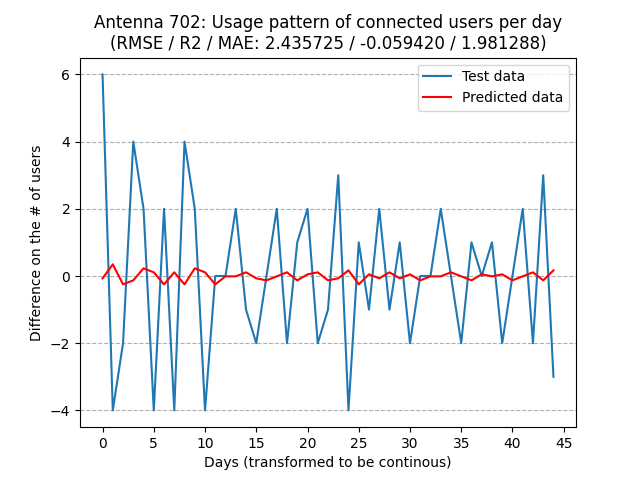 Antenna 702: Usage pattern of connected users per day
(RMSE / R2 / MAE: 2.435725 / -0.059420 / 1.981288)
Test data
Predicted data
Difference on the # of users
6
4
2
0
−2
−4
0 5 10 15 20 25 30 35 40 45
Days (transformed to be continous)